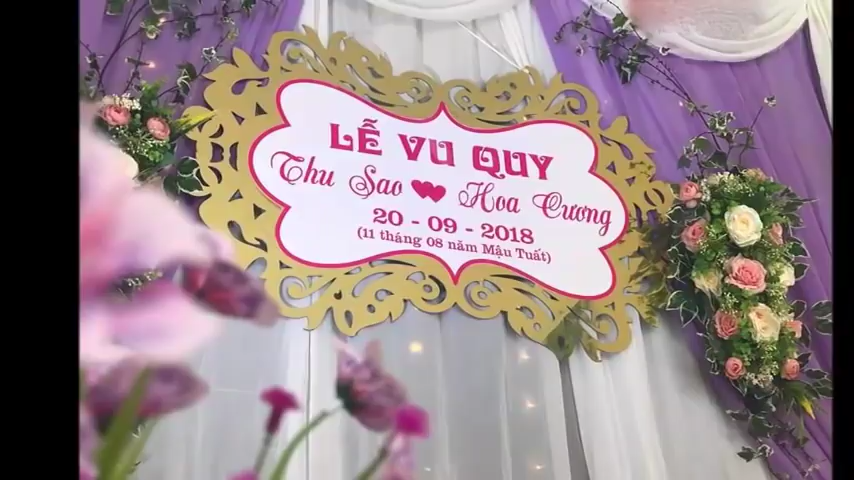 LỄ VU QUY
Thu Sao Hoa Cương
20 - 09 - 2018
(11 tháng 08 năm Mậu Tuất)